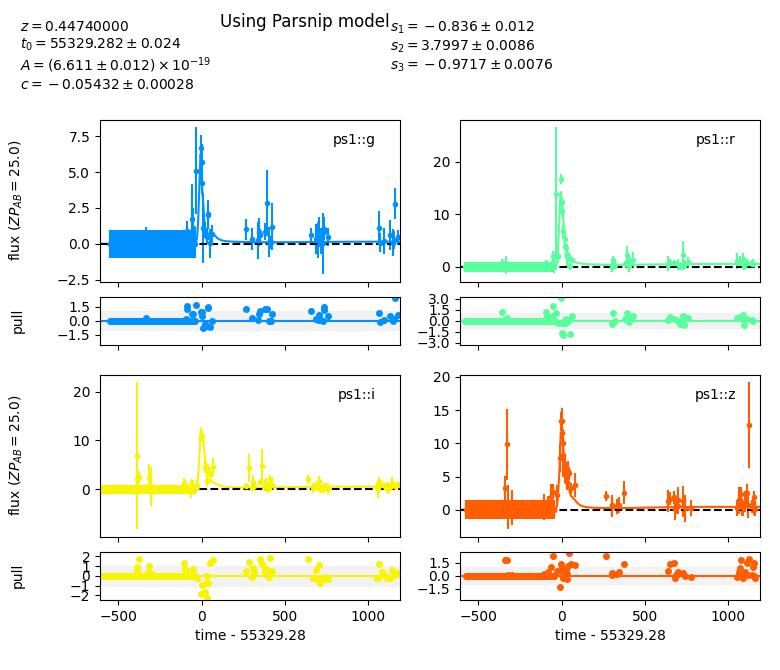 Using Parsnip model
z = 0.44740000
t₀ = 55329.282 ± 0.024
A = (6.611 ± 0.012) × 10⁻¹⁹
c = −0.05432 ± 0.00028
s₁ = −0.836 ± 0.012
s₂ = 3.7997 ± 0.0086
s₃ = −0.9717 ± 0.0076
flux (ZP_AB = 25.0)
7.5
5.0
2.5
0.0
−2.5
ps1::g
20
10
0
ps1::r
pull
1.5
0.0
−1.5
3.0
1.5
0.0
−1.5
−3.0
flux (ZP_AB = 25.0)
20
10
0
ps1::i
20
15
10
5
0
ps1::z
pull
2
1
0
−1
−2
1.5
0.0
−1.5
−500
0
500
1000
time - 55329.28
−500
0
500
1000
time - 55329.28